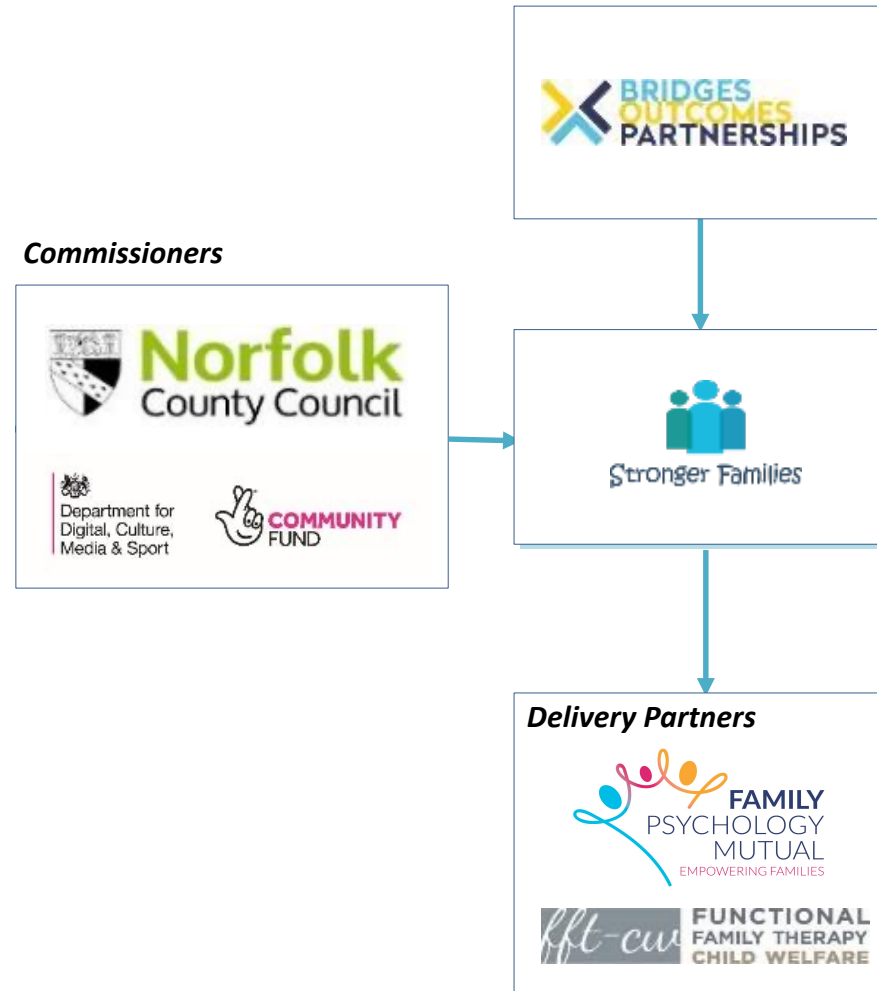 BRIDGES
OUTCOMES
PARTNERSHIPS
Commissioners
Norfolk
County Council
Department for
Digital, Culture,
Media & Sport
COMMUNITY
FUND
Stronger Families
Delivery Partners
FAMILY
PSYCHOLOGY
MUTUAL
EMPOWERING FAMILIES
fft-cw
FUNCTIONAL
FAMILY THERAPY
CHILD WELFARE